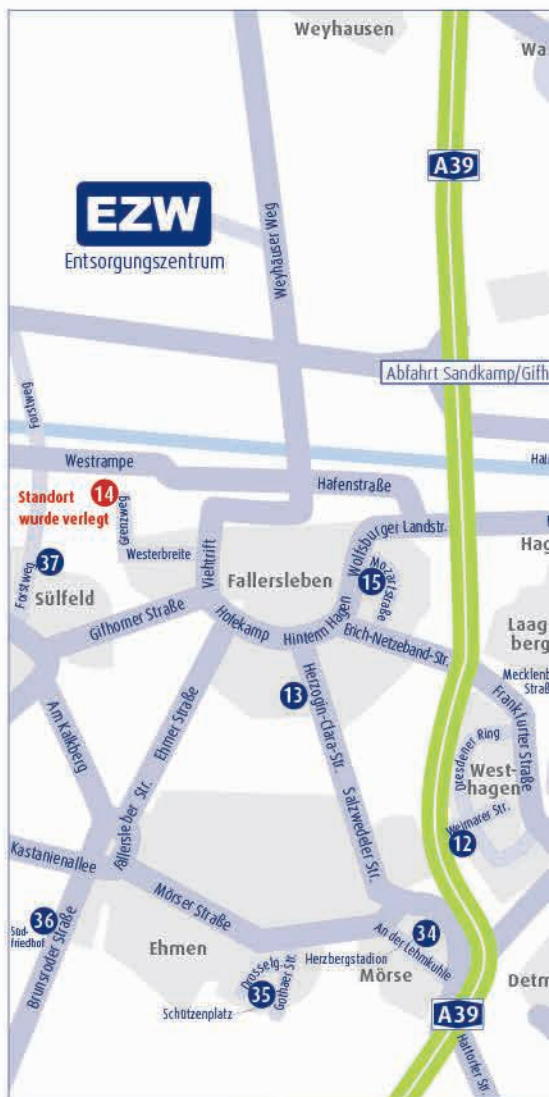 Weyhausen
Wa
A39
EZW
Entsorgungszentrum
Weyhäuser Weg
Abfahrt Sandkamp/Gifh
Forstweg
Westrampe
Hafenstraße
14
Standort
wurde verlegt
Grenzweg
Westerbreite
Viehtrift
Wolfsburger Landstr.
Hag
37
Forstweg
Sülfeld
Fallersleben
15
Mozartstraße
Gifhorner Straße
Hofekamp
Hinterm Hagen
Erich-Netzeband-Str.
Laag
berg
Mecklenb
Straß
13
Herzogin-Clara-Str.
Frankfurter Straße
Am Kalkberg
Ehmer Straße
Dresdener Ring
West-
hagen
Fallersleber Str.
Salzwedeler Str.
Weimarer Str.
12
Kastanienallee
Mörser Straße
36
Süd-
friedhof
Brunsroder Straße
Ehmen
34
An der Lehmkuhle
Drosselg.
Gothaer Str.
Herzbergstadion
Mörse
35
Schützenplatz
Detm
A39
Hattorfer Str.